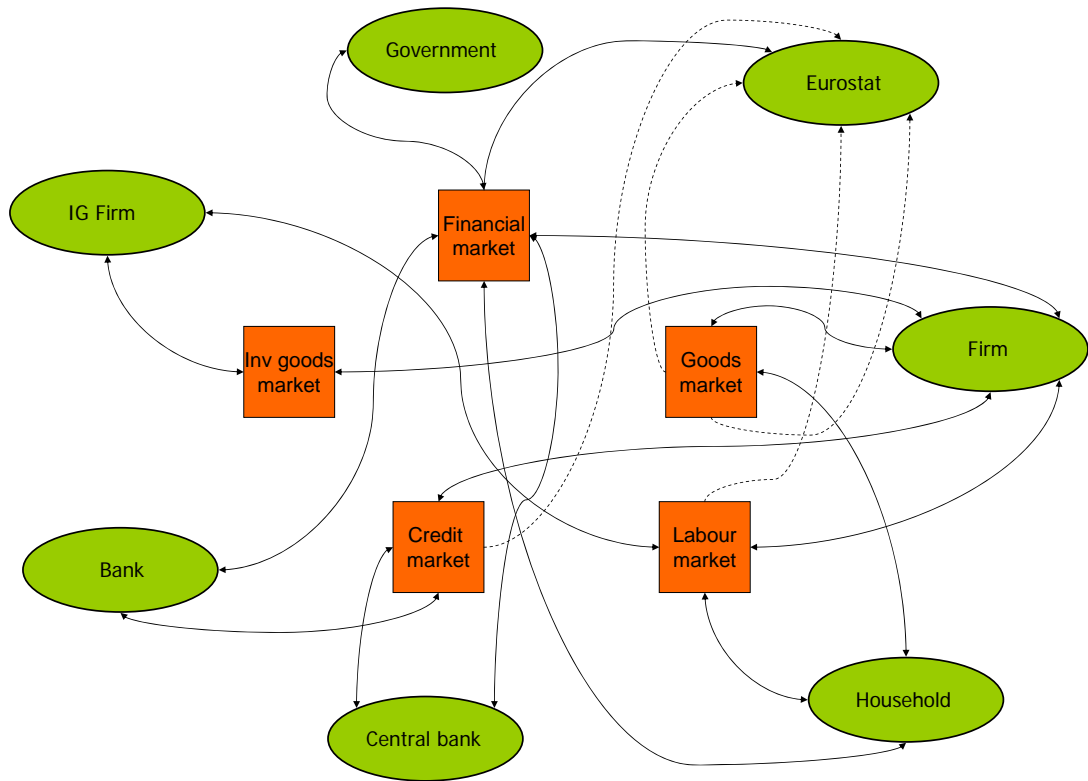 Government
Eurostat
IG Firm
Financial
market
Inv goods
market
Goods
market
Firm
Credit
market
Labour
market
Bank
Household
Central bank